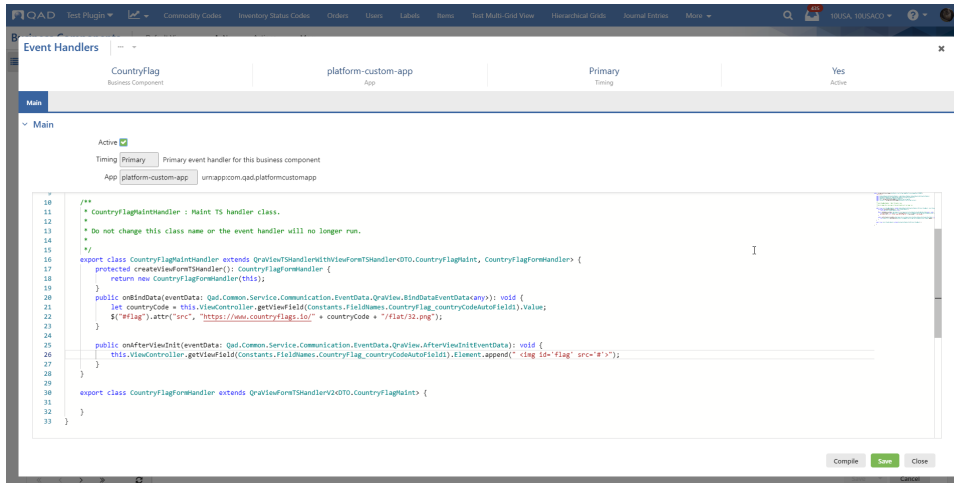 QAD Test Plugin Commodity Codes Inventory Status Codes Orders Users Labels Items Test Multi-Grid View Hierarchical Grids Journal Entries More 435 10USA, 10USACO
Event Handlers
CountryFlag platform-custom-app Primary Yes
Business Component App Timing Active
Main
Main
Active
Timing Primary Primary event handler for this business component
App platform-custom-app urn:app:com.qad.platformcustomapp
9
10 /**
11 * CountryFlagMaintHandler : Maint TS handler class.
12 *
13 * Do not change this class name or the event handler will no longer run.
14 *
15 */
16 export class CountryFlagMaintHandler extends QraViewTSHandlerWithViewFormTSHandler<DTO.CountryFlagMaint, CountryFlagFormHandler> {
17 protected createViewFormTSHandler(): CountryFlagFormHandler {
18 return new CountryFlagFormHandler(this);
19 }
20 public onBindData(eventData: Qad.Common.Service.Communication.EventData.QraView.BindDataEventData<any>): void {
21 let countryCode = this.ViewController.getViewField(Constants.FieldNames.CountryFlag_countryCodeAutoField1).Value;
22 $("#flag").attr("src", "https://www.countryflags.io/" + countryCode + "/flat/32.png");
23 }
24
25 public onAfterViewInit(eventData: Qad.Common.Service.Communication.EventData.QraView.AfterViewInitEventData): void {
26 this.ViewController.getViewField(Constants.FieldNames.CountryFlag_countryCodeAutoField1).Element.append(" <img id='flag' src='#'>");
27 }
28 }
29
30 export class CountryFlagFormHandler extends QraViewFormTSHandlerV2<DTO.CountryFlagMaint> {
31
32 }
33 }
Compile Save Close
Cancel